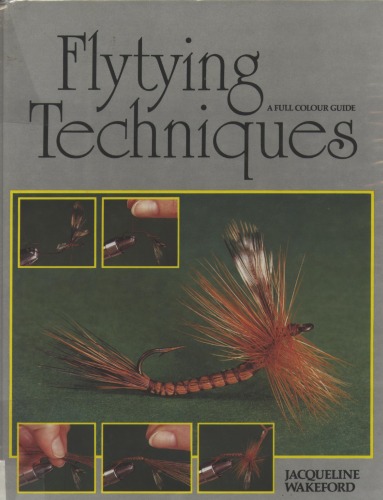 Flytying
A FULL COLOUR GUIDE
Techniques
JACQUELINE
WAKEFORD